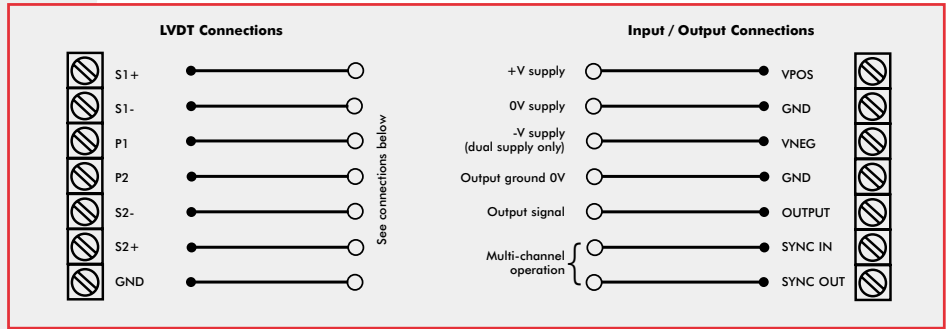 LVDT Connections
S1+
S1-
P1
P2
S2-
S2+
GND
See connections below
Input / Output Connections
+V supply
VPOS
0V supply
GND
-V supply
(dual supply only)
VNEG
Output ground 0V
GND
Output signal
OUTPUT
Multi-channel
operation
SYNC IN
SYNC OUT